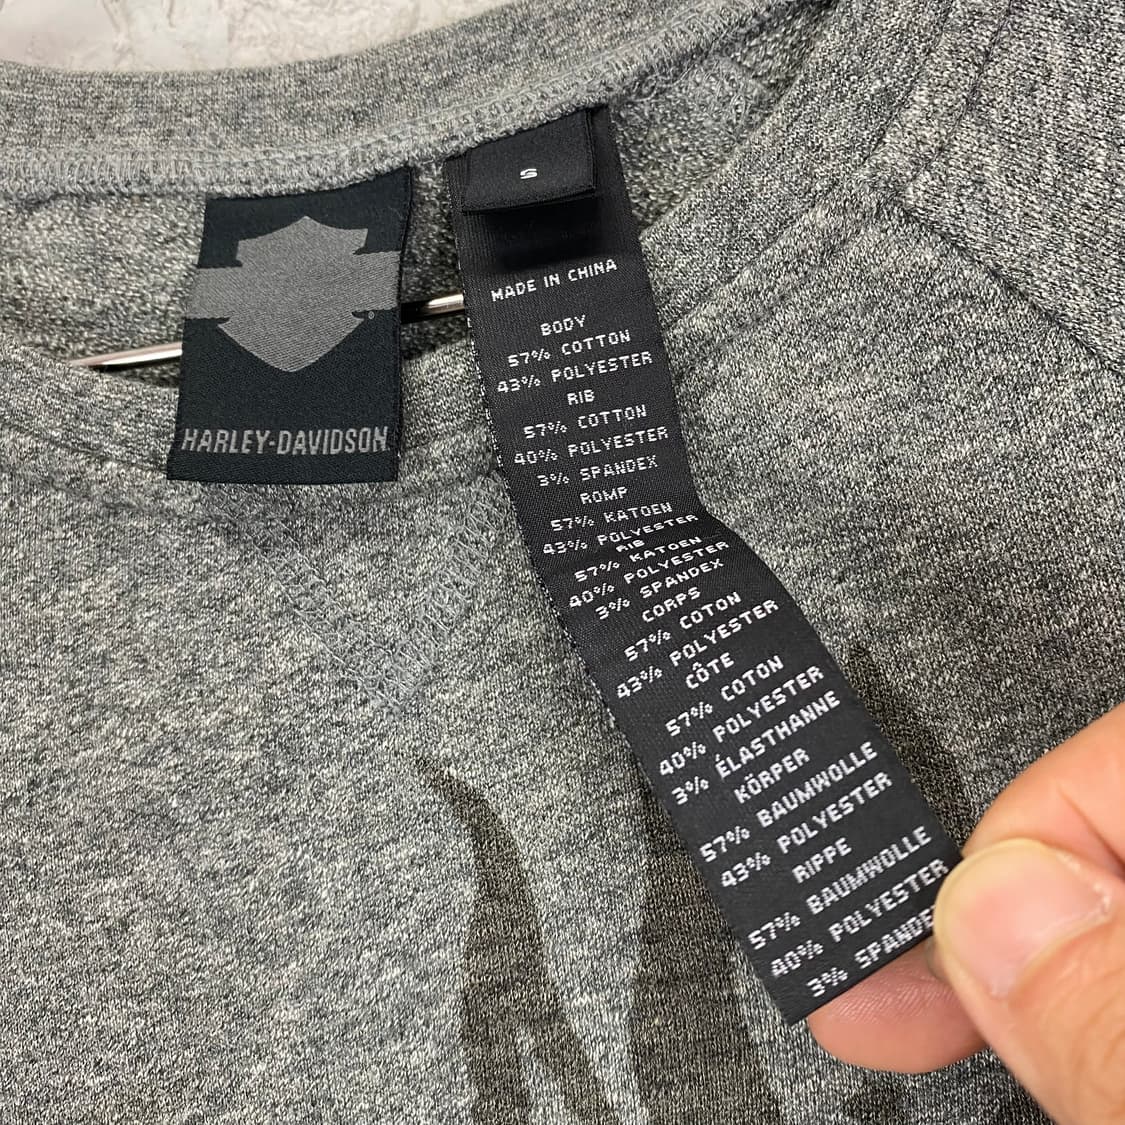 HARLEY-DAVIDSON
S
MADE IN CHINA
BODY
57% COTTON
43% POLYESTER
RIB
57% COTTON
40% POLYESTER
3% SPANDEX
ROMP
57% KATOEN
43% POLYESTER
RIB
57% KATOEN
40% POLYESTER
3% SPANDEX
CORPS
57% COTON
43% POLYESTER
CÔTE
57% COTON
40% POLYESTER
3% ÉLASTHANNE
KÖRPER
57% BAUMWOLLE
43% POLYESTER
RIPPE
57% BAUMWOLLE
40% POLYESTER
3% SPANDE